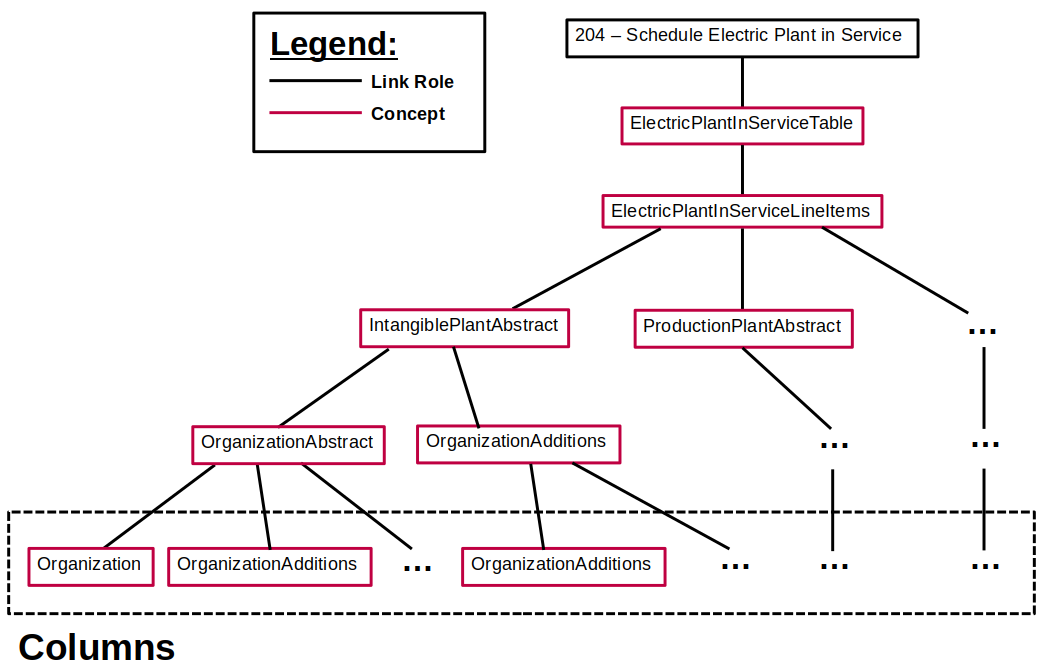 Legend:
Link Role
Concept
204 – Schedule Electric Plant in Service
ElectricPlantInServiceTable
ElectricPlantInServiceLineItems
IntangiblePlantAbstract
ProductionPlantAbstract
...
OrganizationAbstract
OrganizationAdditions
...
...
Organization
OrganizationAdditions
...
OrganizationAdditions
...
...
...
Columns